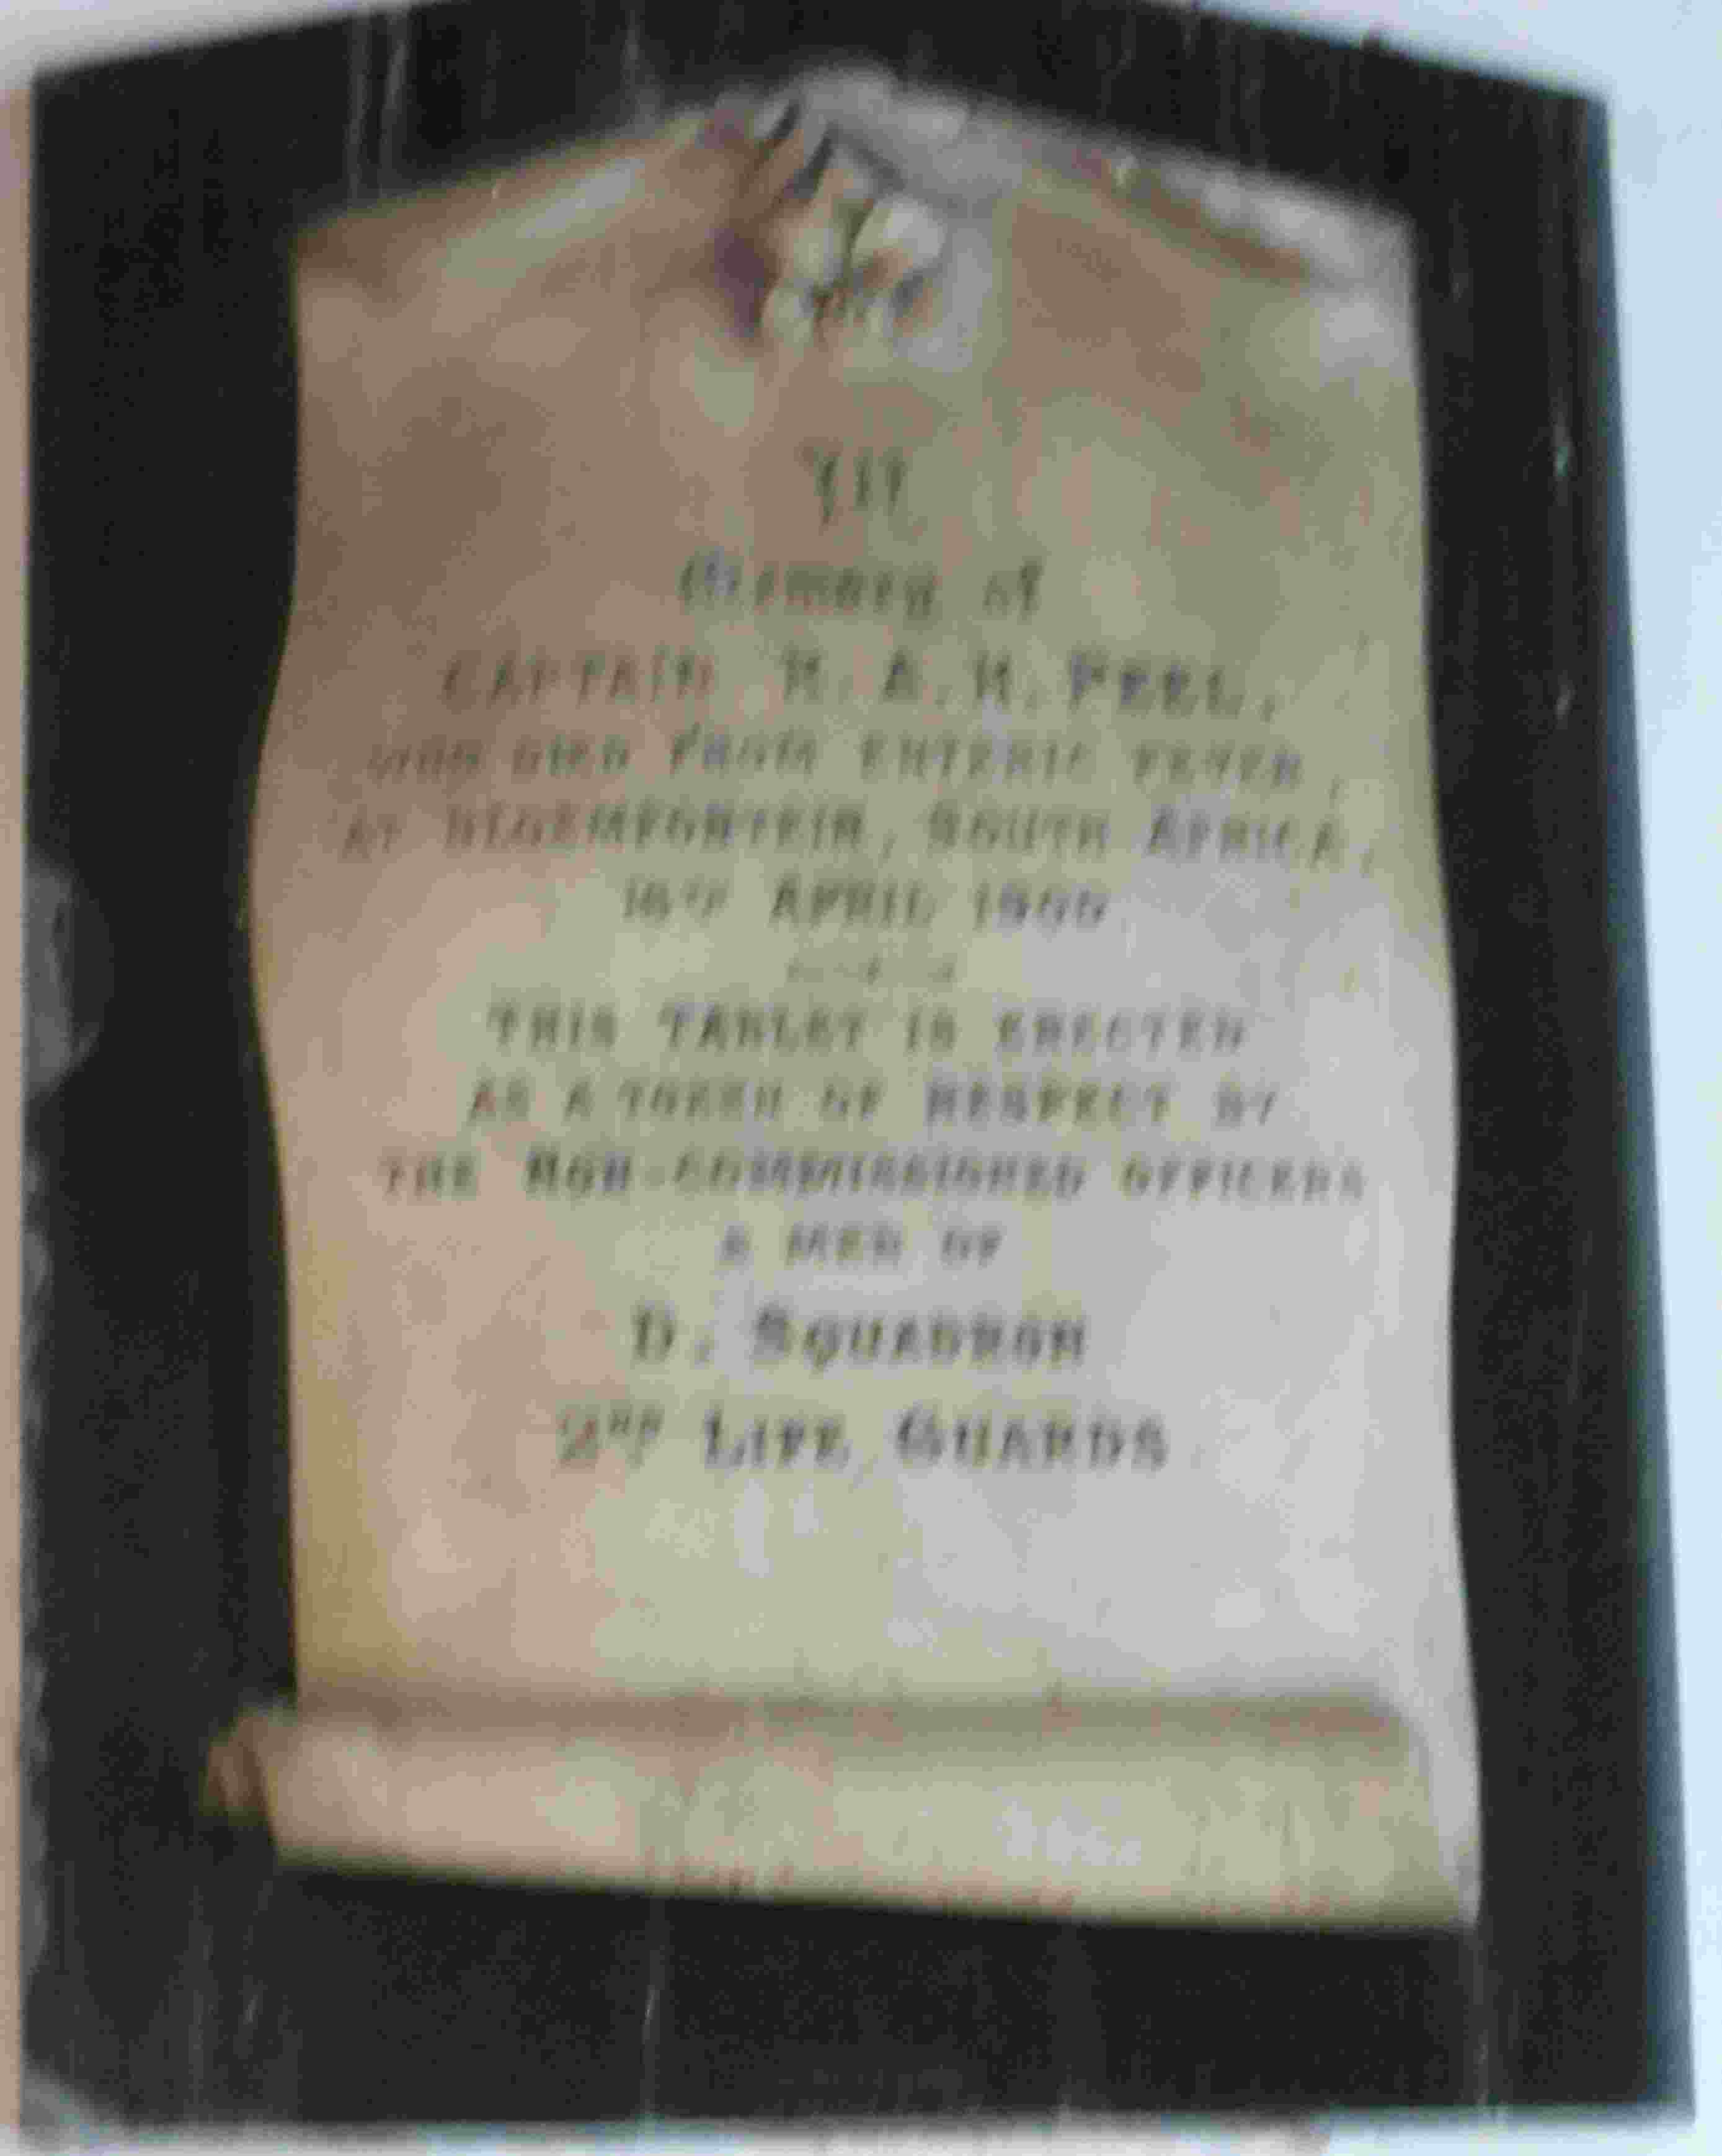 In
Memory of
CAPTAIN R. A. H. PEEL,
WHO DIED FROM ENTERIC FEVER,
AT BLOEMFONTEIN, SOUTH AFRICA,
16TH APRIL 1900
THIS TABLET IS ERECTED
AS A TOKEN OF RESPECT BY
THE NON-COMMISSIONED OFFICERS
& MEN OF
D. SQUADRON
2ND LIFE GUARDS